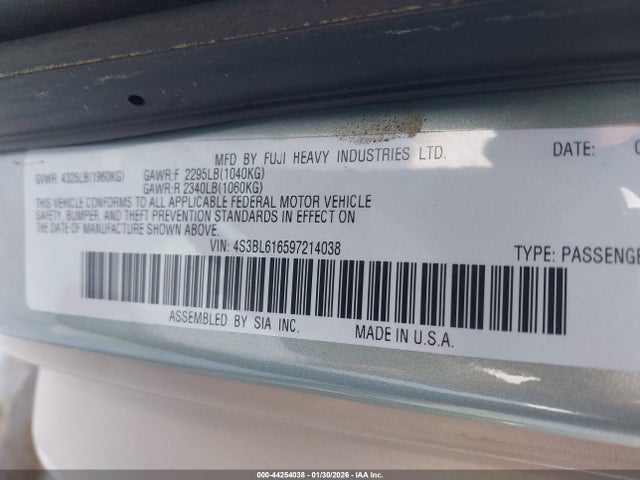 MFD BY FUJI HEAVY INDUSTRIES LTD. DATE:
GVWR: 4325LB(1960KG) GAWR:F 2295LB(1040KG)
GAWR:R 2340LB(1060KG)
THIS VEHICLE CONFORMS TO ALL APPLICABLE FEDERAL MOTOR VEHICLE
SAFETY, BUMPER, AND THEFT PREVENTION STANDARDS IN EFFECT ON
THE DATE OF MANUFACTURE SHOWN ABOVE.
VIN: 4S3BL616597214038 TYPE: PASSENGE
ASSEMBLED BY SIA INC. MADE IN U.S.A.
000-44254038 | 01/30/2026 | IAA Inc.